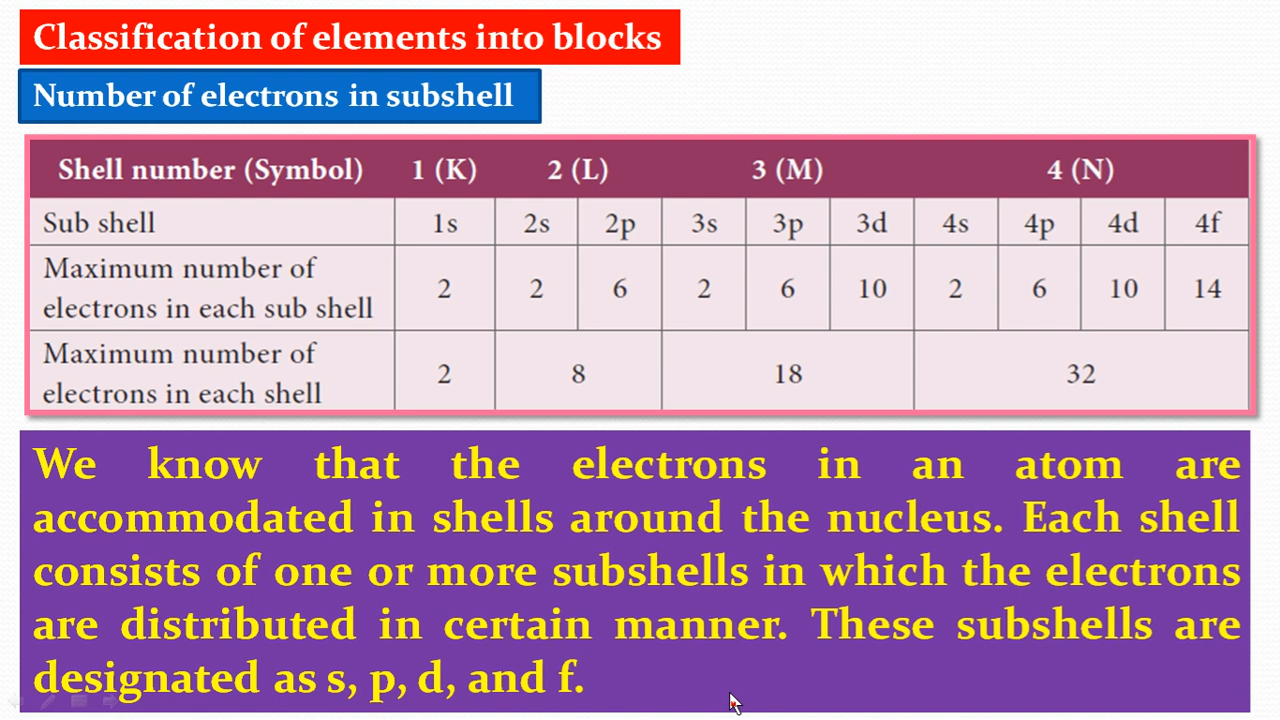 Classification of elements into blocks
Number of electrons in subshell
Shell number (Symbol) 1 (K) 2 (L) 3 (M) 4 (N)
Sub shell 1s 2s 2p 3s 3p 3d 4s 4p 4d 4f
Maximum number of
electrons in each sub shell 2 2 6 2 6 10 2 6 10 14
Maximum number of
electrons in each shell 2 8 18 32
We know that the electrons in an atom are
accommodated in shells around the nucleus. Each shell
consists of one or more subshells in which the electrons
are distributed in certain manner. These subshells are
designated as s, p, d, and f.